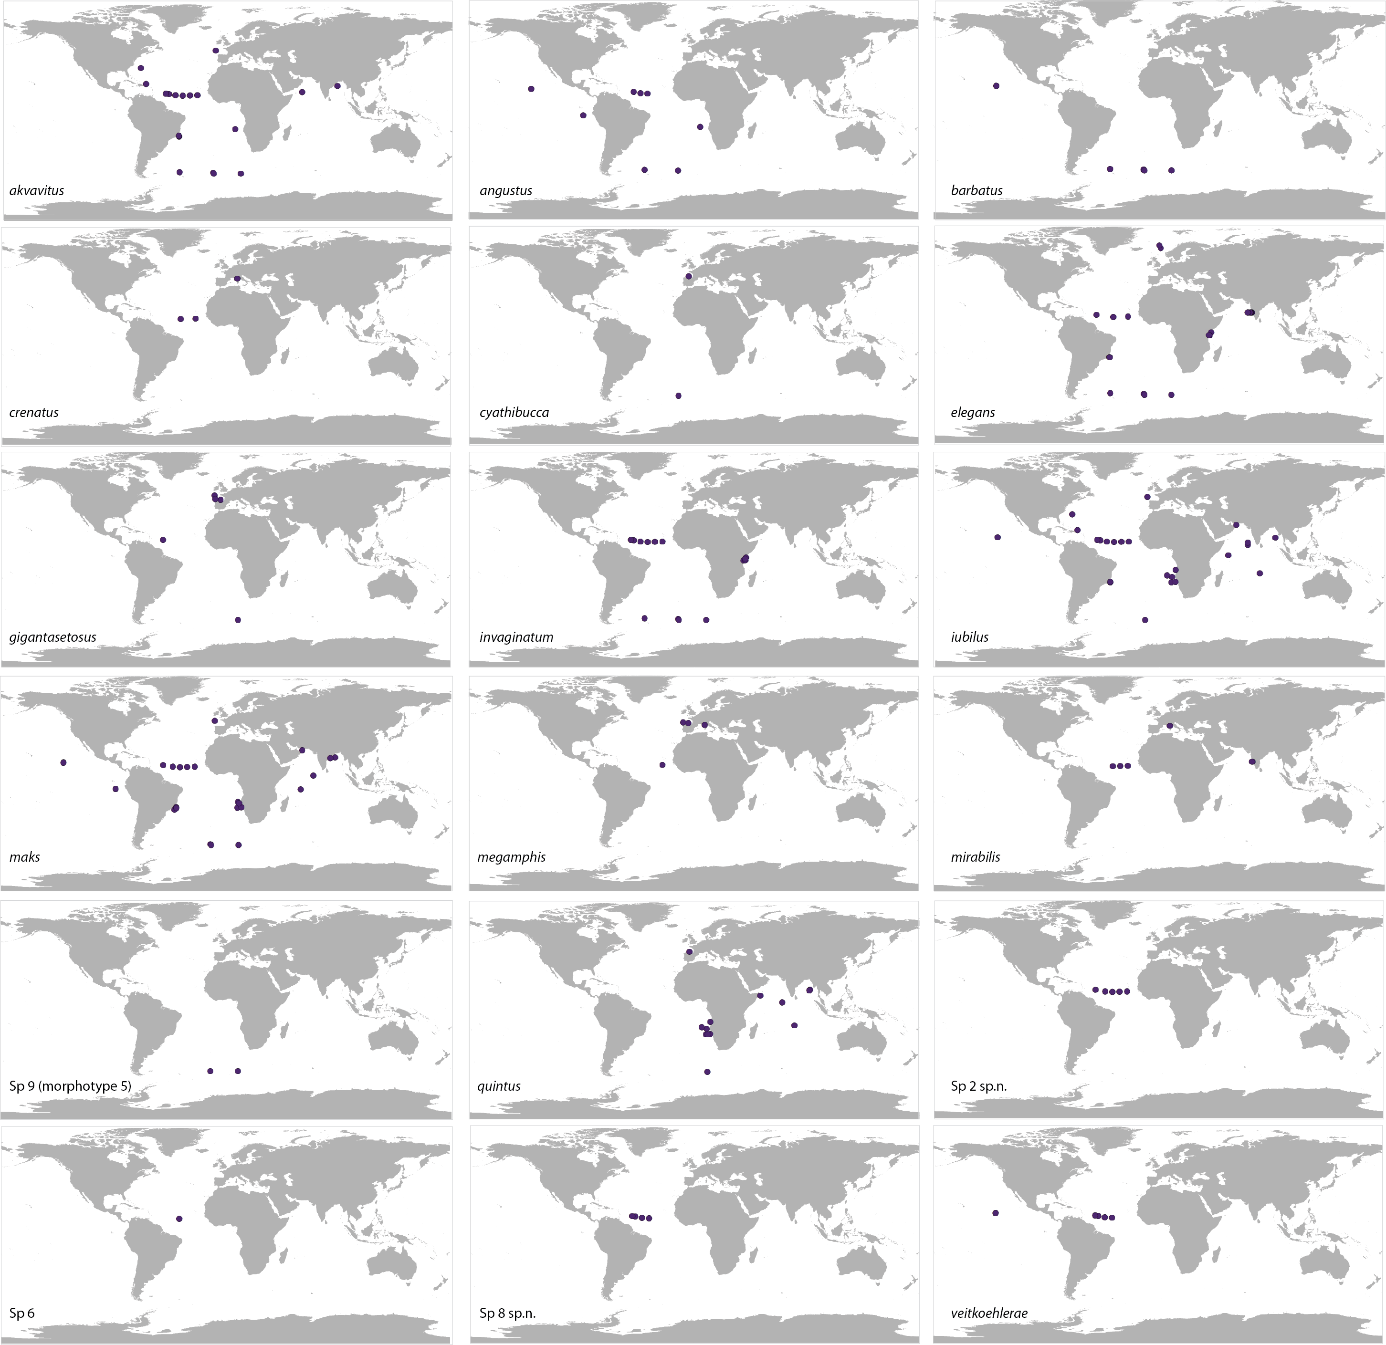 akvavitus
angustus
barbatus
crenatus
cyathibucca
elegans
gigantasetosus
invaginatum
iubilus
maks
megamphis
mirabilis
Sp 9 (morphotype 5)
quintus
Sp 2 sp.n.
Sp 6
Sp 8 sp.n.
veitkoehlerae